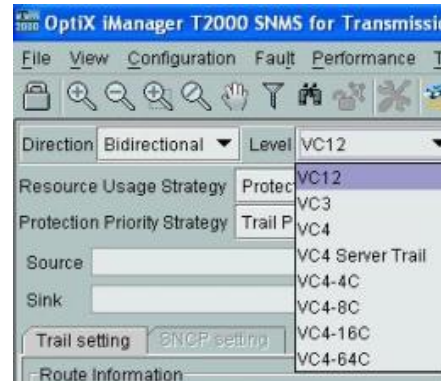 OptiX iManager T2000 SNMS for Transmissi
File View Configuration Fault Performance T
Direction Bidirectional Level VC12
Resource Usage Strategy Protec
Protection Priority Strategy Trail P
VC12
VC3
VC4
VC4 Server Trail
VC4-4C
VC4-8C
VC4-16C
VC4-64C
Source
Sink
Trail setting SNCP setting
Route Information